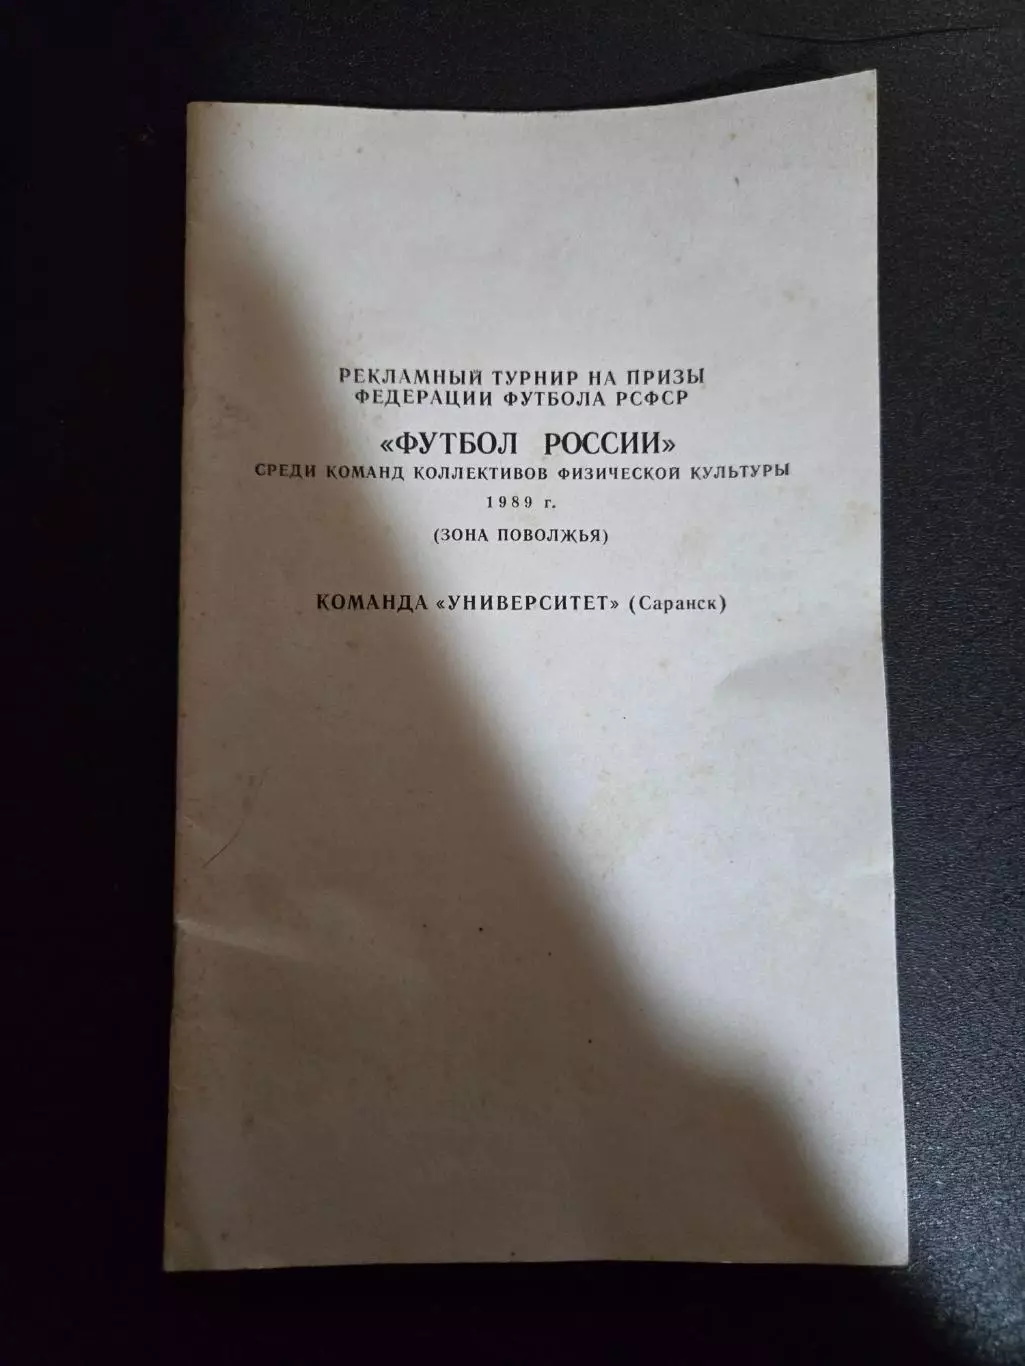 РЕКЛАМНЫЙ ТУРНИР НА ПРИЗЫ
ФЕДЕРАЦИИ ФУТБОЛА РСФСР
«ФУТБОЛ РОССИИ»
СРЕДИ КОМАНД КОЛЛЕКТИВОВ ФИЗИЧЕСКОЙ КУЛЬТУРЫ
1989 г.
(ЗОНА ПОВОЛЖЬЯ)
КОМАНДА «УНИВЕРСИТЕТ» (Саранск)